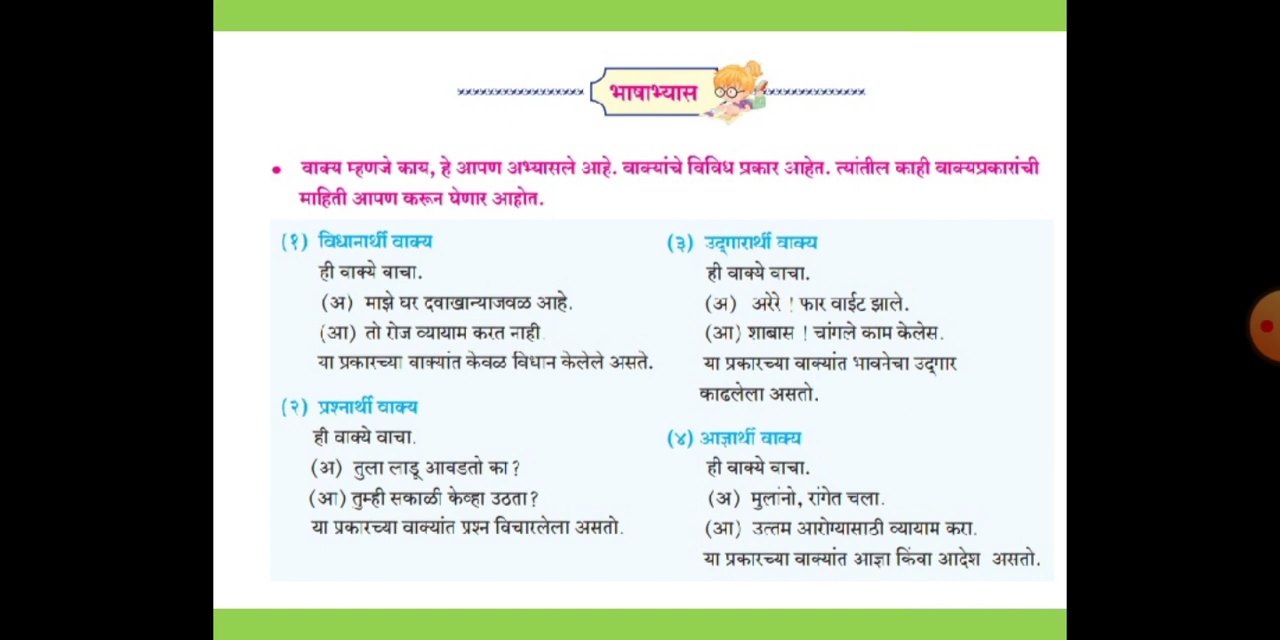 भाषाभ्यास
• वाक्य म्हणजे काय, हे आपण अभ्यासले आहे. वाक्यांचे विविध प्रकार आहेत. त्यांतील काही वाक्यप्रकारांची
माहिती आपण करून घेणार आहोत.
(१) विधानार्थी वाक्य
ही वाक्ये वाचा.
(अ) माझे घर दवाखान्याजवळ आहे.
(आ) तो रोज व्यायाम करत नाही.
या प्रकारच्या वाक्यांत केवळ विधान केलेले असते.
(२) प्रश्नार्थी वाक्य
ही वाक्ये वाचा.
(अ) तुला लाडू आवडतो का?
(आ) तुम्ही सकाळी केव्हा उठता?
या प्रकारच्या वाक्यांत प्रश्न विचारलेला असतो.
(३) उद्‌गारार्थी वाक्य
ही वाक्ये वाचा.
(अ) अरेरे ! फार वाईट झाले.
(आ) शाबास ! चांगले काम केलेस.
या प्रकारच्या वाक्यांत भावनेचा उद्‌गार
काढलेला असतो.
(४) आज्ञार्थी वाक्य
ही वाक्ये वाचा.
(अ) मुलांनो, रांगेत चला.
(आ) उत्तम आरोग्यासाठी व्यायाम करा.
या प्रकारच्या वाक्यांत आज्ञा किंवा आदेश असतो.